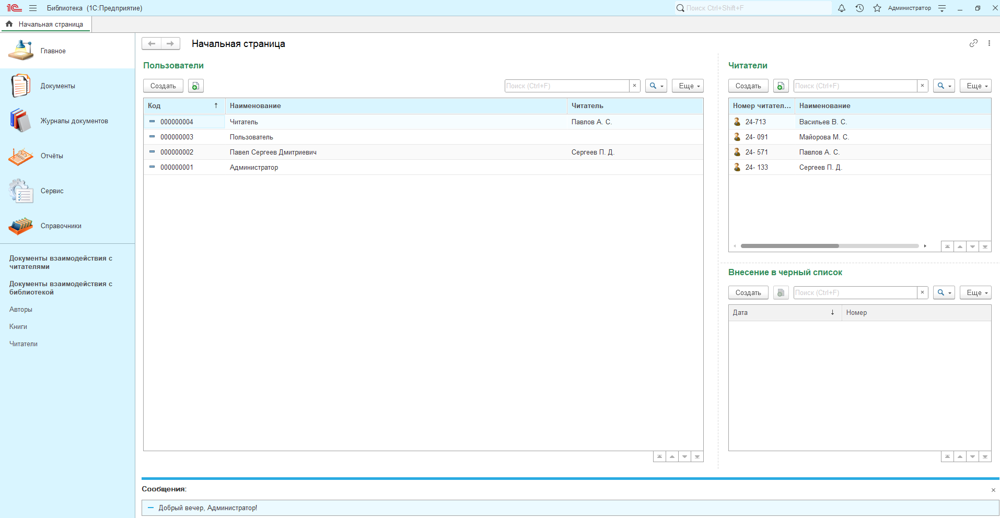 1С Библиотека (1С:Предприятие)
Поиск Ctrl+Shift+F
Администратор
Начальная страница
Главное
Документы
Журналы документов
Отчёты
Сервис
Справочники
Документы взаимодействия с
читателями
Документы взаимодействия с
библиотекой
Авторы
Книги
Читатели
Начальная страница
Пользователи
Создать
Поиск (Ctrl+F)
×
Еще
Код ↑ Наименование Читатель
000000004 Читатель Павлов А. С.
000000003 Пользователь
000000002 Павел Сергеев Дмитриевич Сергеев П. Д.
000000001 Администратор
Читатели
Создать
Поиск (Ctrl+F)
×
Еще
Номер читател... Наименование
24-713 Васильев В. С.
24- 091 Майорова М. С.
24- 571 Павлов А. С.
24- 133 Сергеев П. Д.
Внесение в черный список
Создать
Поиск (Ctrl+F)
×
Еще
Дата ↓ Номер
Сообщения:
×
Добрый вечер, Администратор!